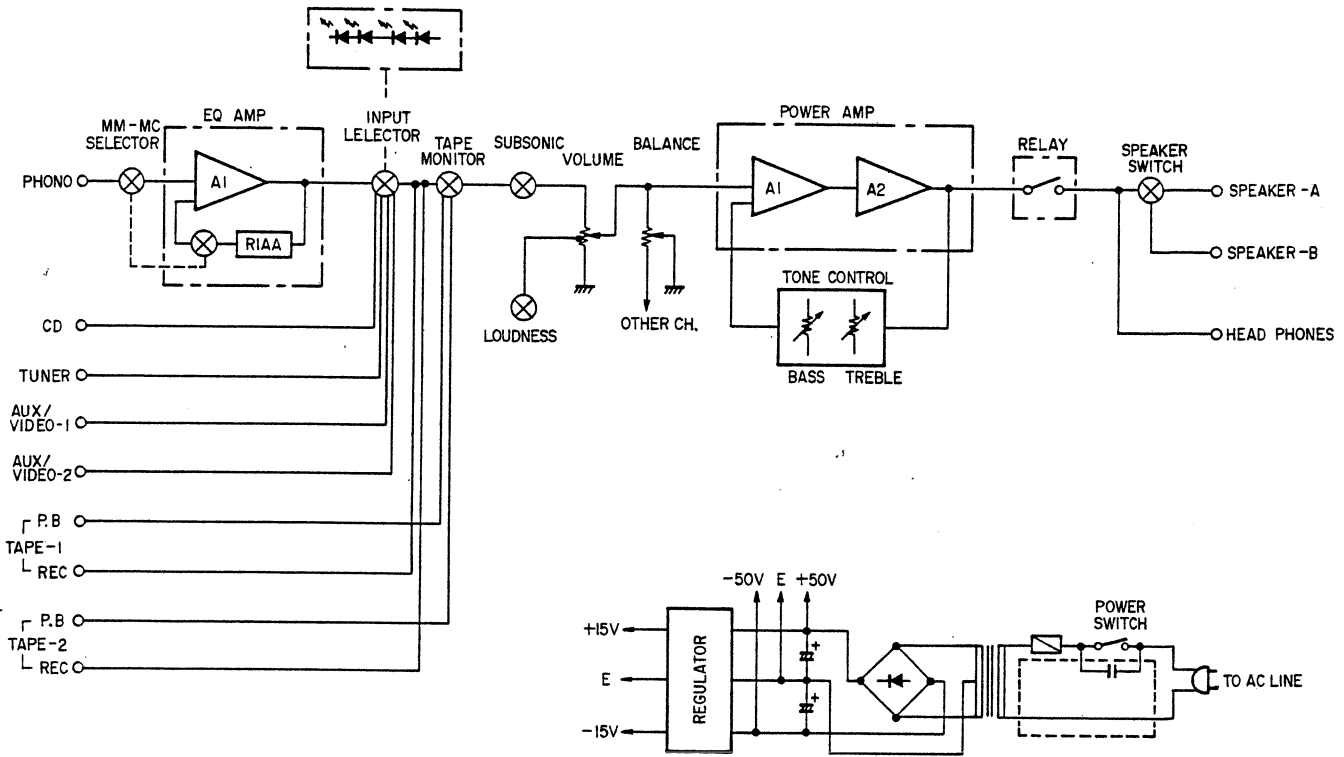 EQ AMP
MM-MC
SELECTOR
INPUT
LELECTOR
TAPE
MONITOR
SUBSONIC
VOLUME
BALANCE
POWER AMP
RELAY
SPEAKER
SWITCH
PHONO
A1
RIAA
A1
A2
SPEAKER-A
SPEAKER-B
TONE CONTROL
BASS TREBLE
HEAD PHONES
LOUDNESS
OTHER CH.
CD
TUNER
AUX/
VIDEO-1
AUX/
VIDEO-2
P.B
TAPE-1
REC
P.B
TAPE-2
REC
-50V E +50V
+15V
E
-15V
REGULATOR
+
+
POWER
SWITCH
TO AC LINE